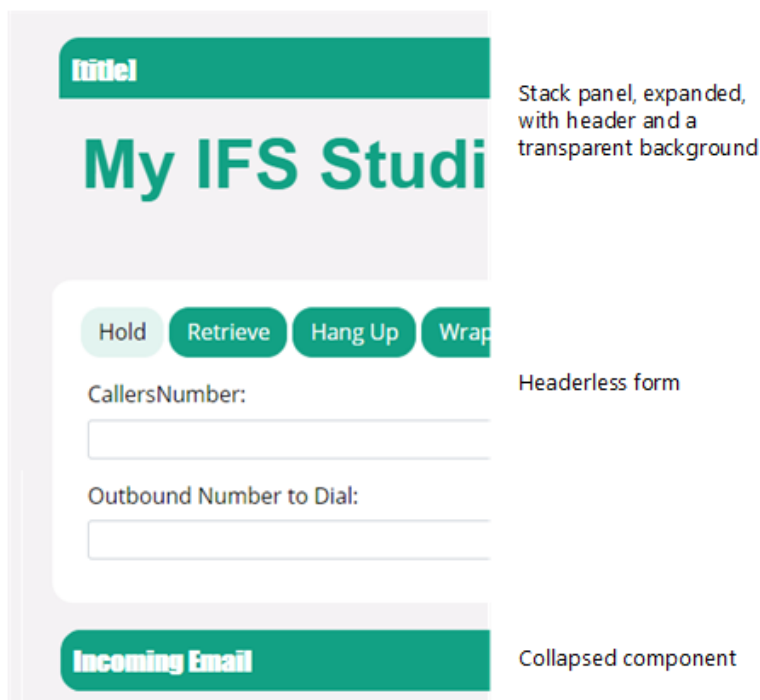 [title]
Stack panel, expanded,
with header and a
transparent background
My IFS Studi
Hold Retrieve Hang Up Wrap
CallersNumber:
Headerless form
Outbound Number to Dial:
Incoming Email
Collapsed component